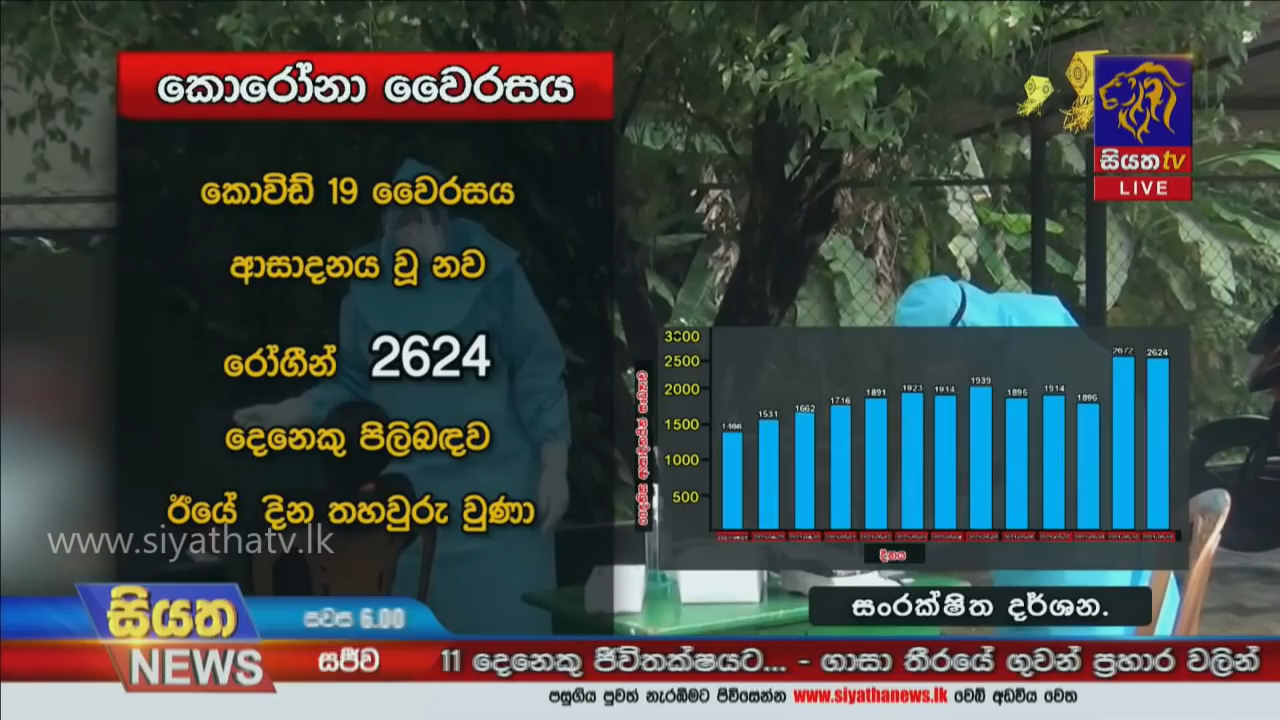 කොරෝනා වෛරසය
කොවිඩ් 19 වෛරසය
ආසාදනය වූ නව
රෝගීන් 2624
දෙනෙකු පිලිබඳව
ඊයේ දින තහවුරු වුණා
www.siyathatv.lk
සියත tv
LIVE
3000
2500
2000
1500
1000
500
1466 1531 1662 1716 1891 1923 1914 1939 1895 1914 1896 2672 2624
දිනය
සංරක්ෂිත දර්ශන.
සියත
NEWS
පවප 6.00
සජීව
11 දෙනෙකු ජීවිතක්ෂයට... - ගාසා තීරයේ ගුවන් ප්‍රහාර වලින්
පසුගිය පුවත් නැරඹීමට පිවිසෙන්න www.siyathanews.lk වෙබ් අඩවිය වෙත